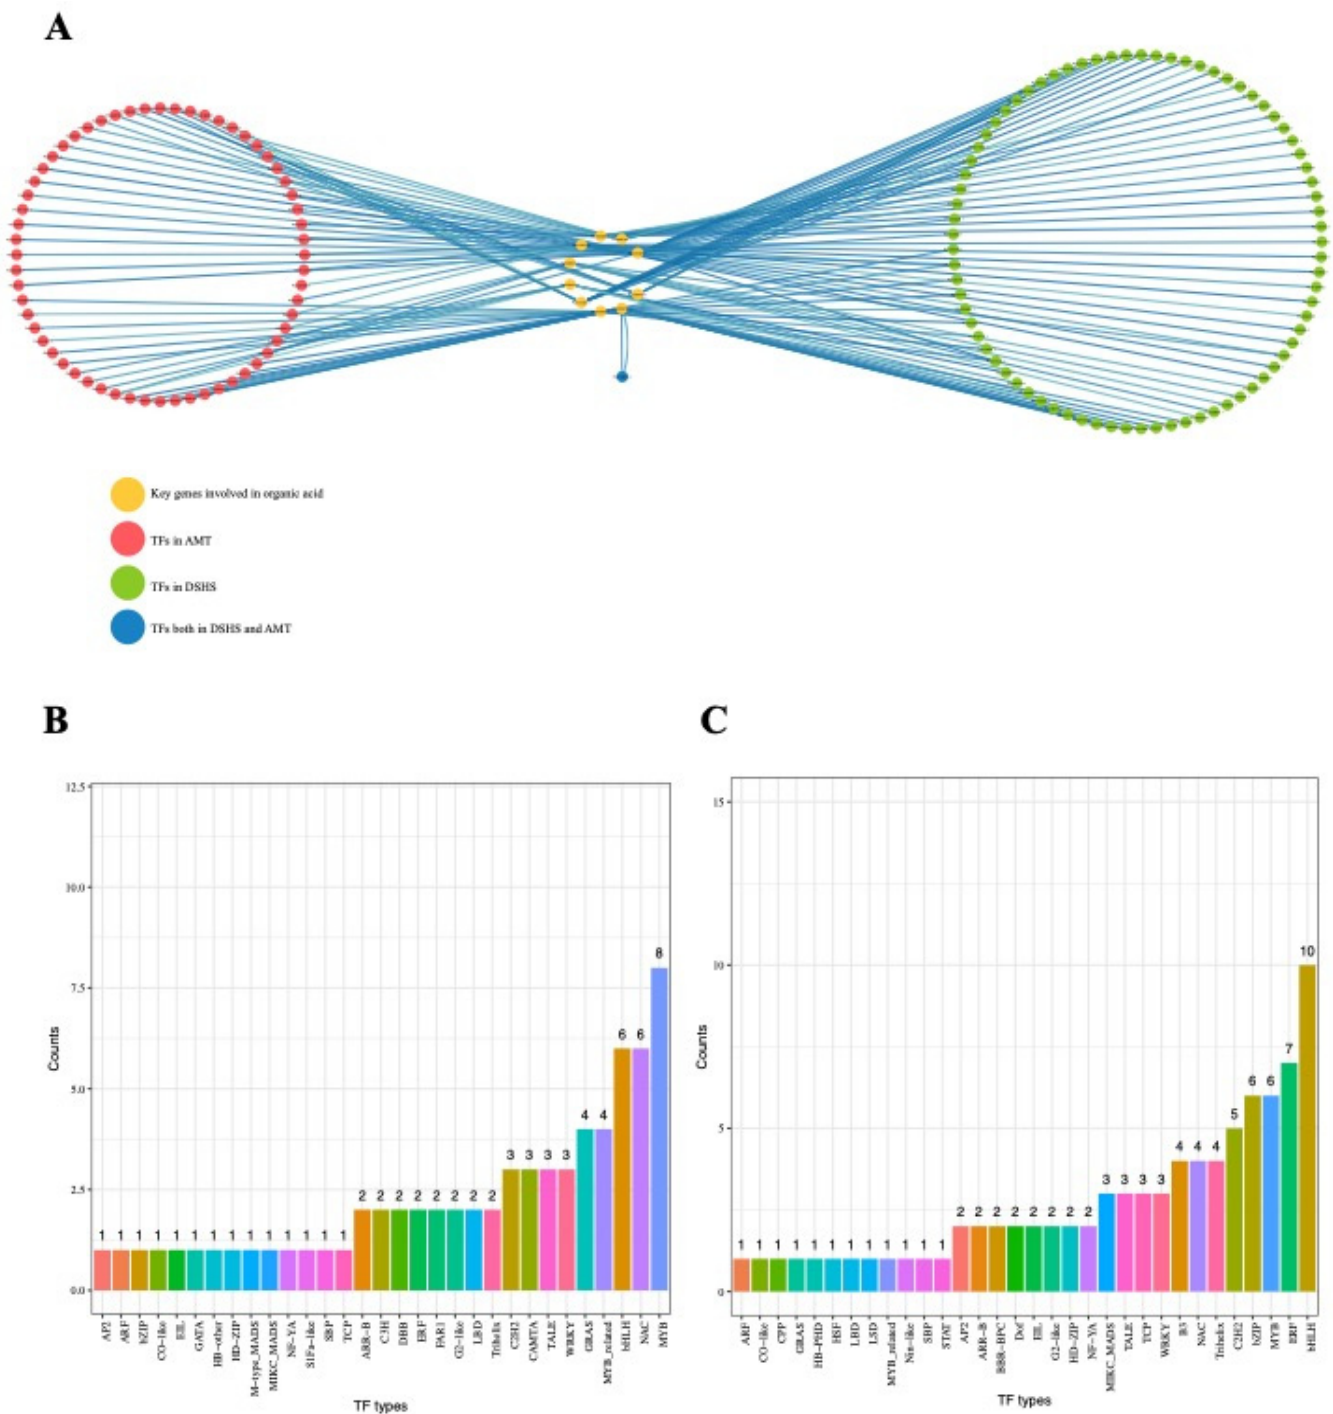 A
Key genes involved in organic acid
TFs in AMT
TFs in DSHS
TFs both in DSHS and AMT
B
12.5
10.0
7.5
5.0
2.5
0.0
Counts
1 1 1 1 1 1 1 1 1 1 1 1 1 1 2 2 2 2 2 2 2 2 3 3 3 3 4 4 6 6 8
AP2
ARF
bZIP
CO-like
EIL
GATA
HB-other
HD-ZIP
M-type_MADS
MIKC_MADS
NF-YA
S1Fa-like
SBP
TCP
ARR-B
C3H
DBB
ERF
FAR1
G2-like
LBD
Trihelix
C2H2
CAMTA
TALE
WRKY
GRAS
MYB_related
bHLH
NAC
MYB
TF types
C
15
10
5
0
Counts
1 1 1 1 1 1 1 1 1 1 1 1 2 2 2 2 2 2 2 2 3 3 3 3 4 4 4 5 6 6 7 10
ARF
CO-like
CPP
GRAS
HB-PHD
HSF
LBD
LSD
MYB_related
Nin-like
SBP
STAT
AP2
ARR-B
BBR-BPC
Dof
EIL
G2-like
HD-ZIP
NF-YA
MIKC_MADS
TALE
TCP
WRKY
B3
NAC
Trihelix
C2H2
bZIP
MYB
ERF
bHLH
TF types